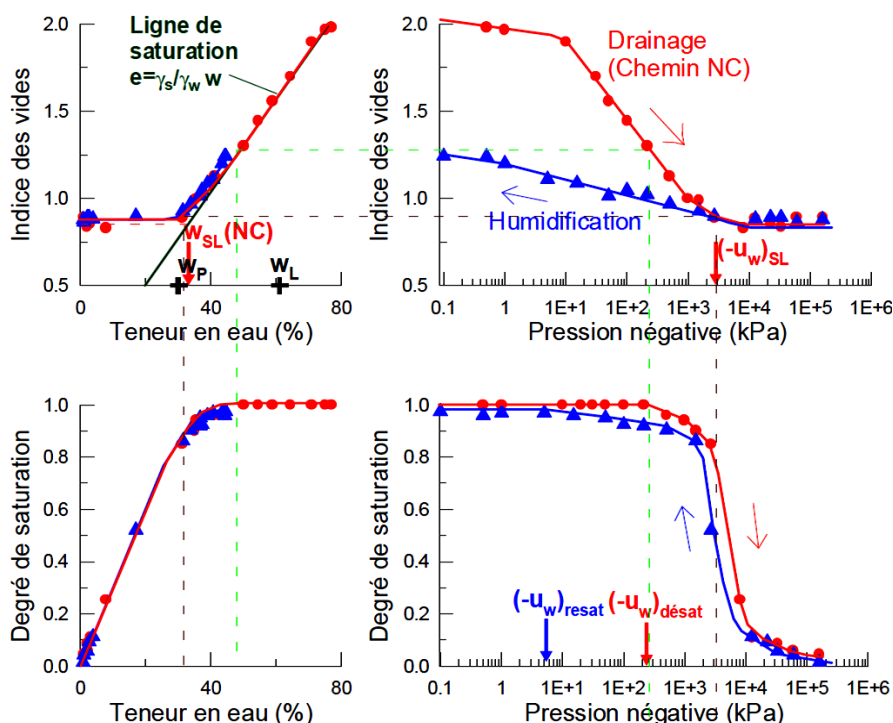 2.0
1.5
1.0
0.5
Indice des vides
Ligne de
saturation
e=γs/γw w
wSL(NC)
wP
wL
0
40
80
Teneur en eau (%)
2.0
1.5
1.0
0.5
Indice des vides
Drainage
(Chemin NC)
Humidification
(-uw)SL
0.1
1
1E+1
1E+2
1E+3
1E+4
1E+5
1E+6
Pression négative (kPa)
1.0
0.8
0.6
0.4
0.2
0.0
Degré de saturation
0
40
80
Teneur en eau (%)
1.0
0.8
0.6
0.4
0.2
0.0
Degré de saturation
(-uw)resat
(-uw)désat
0.1
1
1E+1
1E+2
1E+3
1E+4
1E+5
1E+6
Pression négative (kPa)